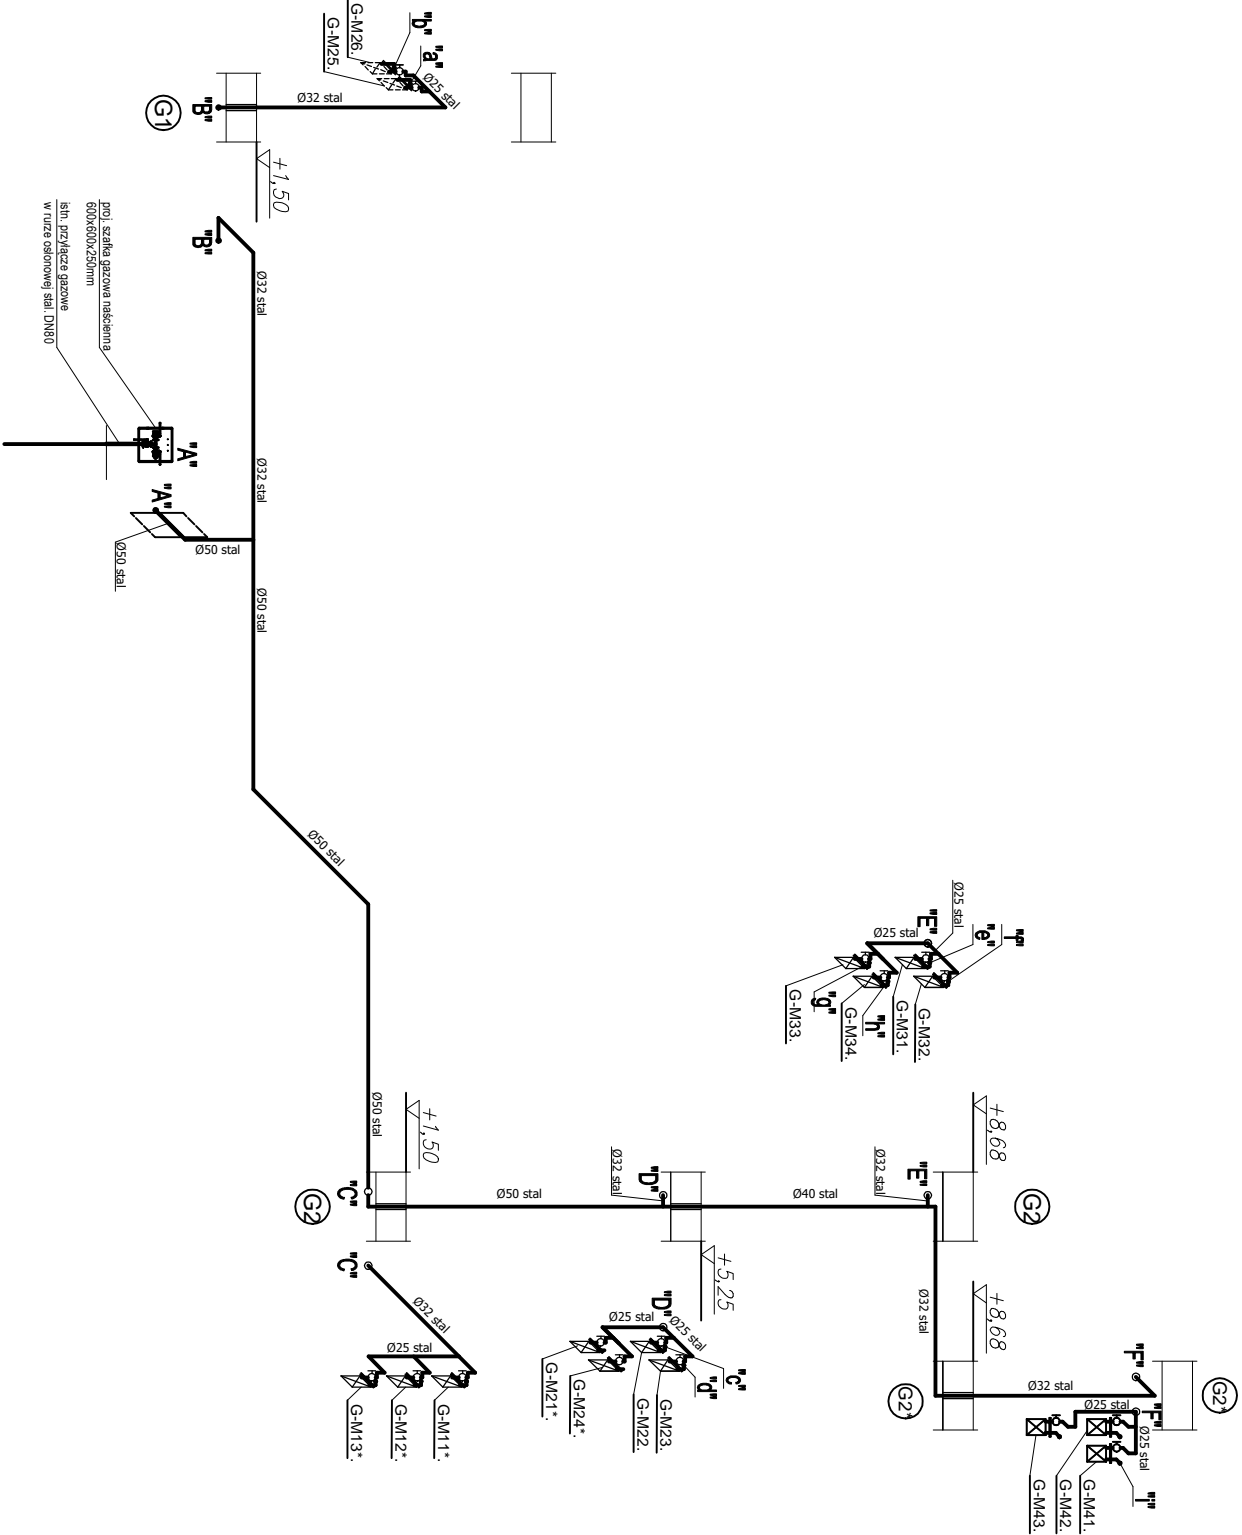 G-M26.
G-M25.
"b"
"a"
Ø25 stal
Ø32 stal
"B"
G1
+1,50
"B"
Ø32 stal
proj. szafka gazowa naścienna
600x600x250mm
istn. przyłącze gazowe
w rurze osłonowej stal. DN80
"A"
Ø32 stal
"A"
Ø50 stal
Ø50 stal
Ø50 stal
Ø50 stal
Ø25 stal
"E"
"e"
"f"
Ø25 stal
"g"
"h"
G-M33.
G-M34.
G-M31.
G-M32.
+8,68
Ø50 stal
+1,50
"C"
G2
Ø50 stal
Ø32 stal
"D"
Ø40 stal
Ø32 stal
"E"
G2
+5,25
"C"
Ø32 stal
Ø25 stal
G-M13*.
G-M12*.
G-M11*.
"D"
Ø25 stal
Ø25 stal
"c"
"d"
G-M21*.
G-M24*.
G-M22.
G-M23.
+8,68
Ø32 stal
G2*
Ø32 stal
"F"
G2*
"F"
Ø25 stal
Ø25 stal
"i"
G-M43.
G-M42.
G-M41.